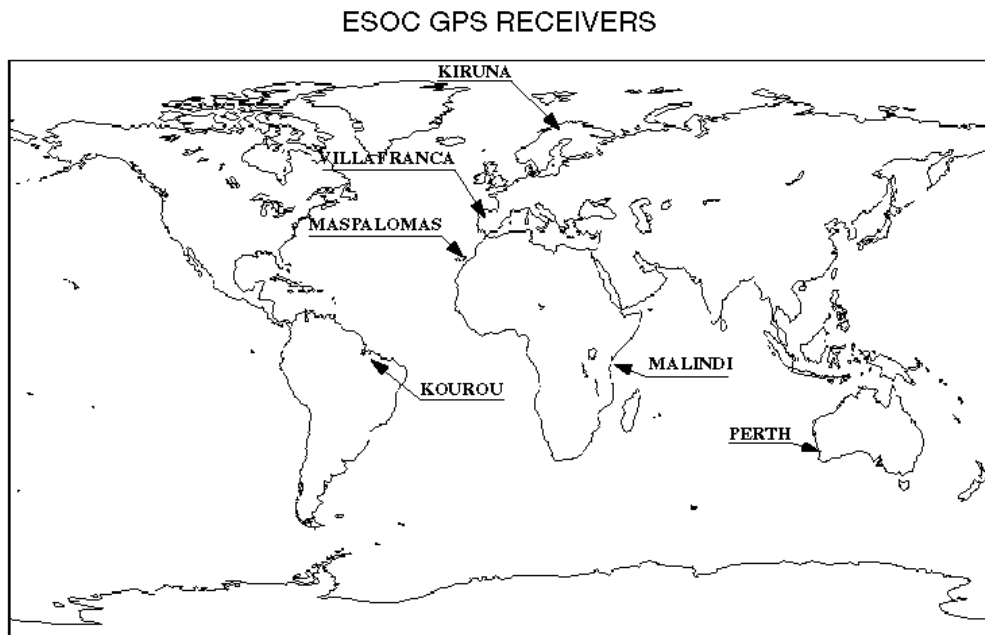 ESOC GPS RECEIVERS
KIRUNA
VILLAFRANCA
MASPALOMAS
MALINDI
KOUROU
PERTH